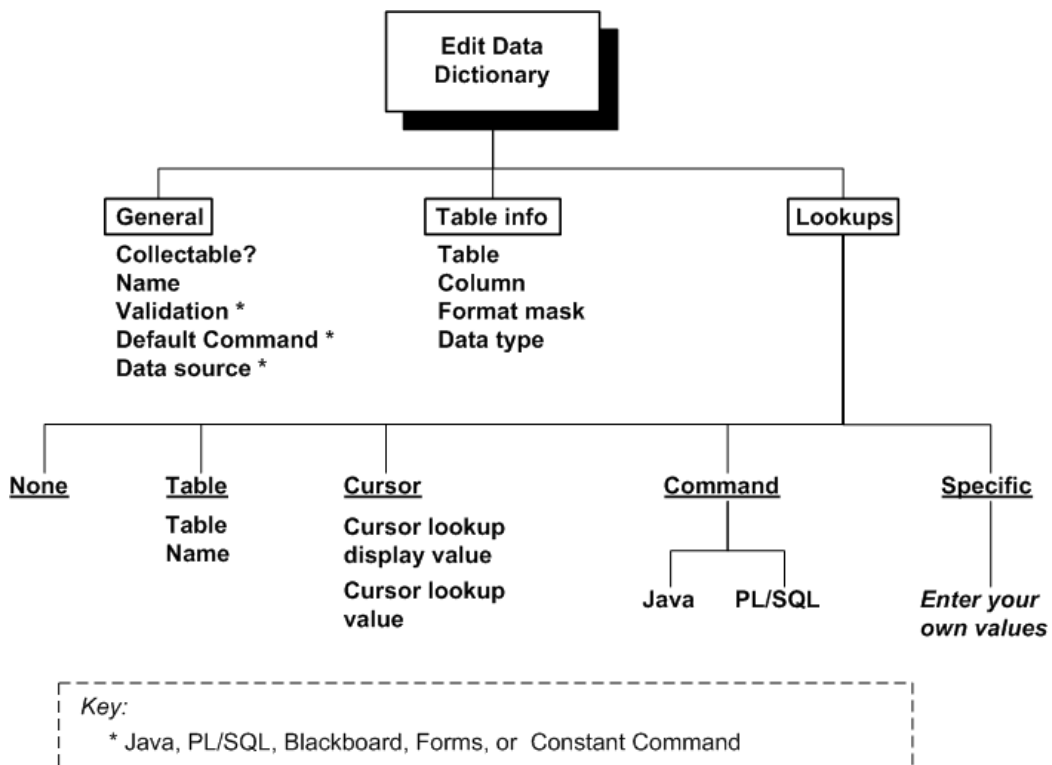 Edit Data
Dictionary
General
Collectable?
Name
Validation *
Default Command *
Data source *
Table info
Table
Column
Format mask
Data type
Lookups
None
Table
Table
Name
Cursor
Cursor lookup
display value
Cursor lookup
value
Command
Java
PL/SQL
Specific
Enter your
own values
Key:
* Java, PL/SQL, Blackboard, Forms, or Constant Command